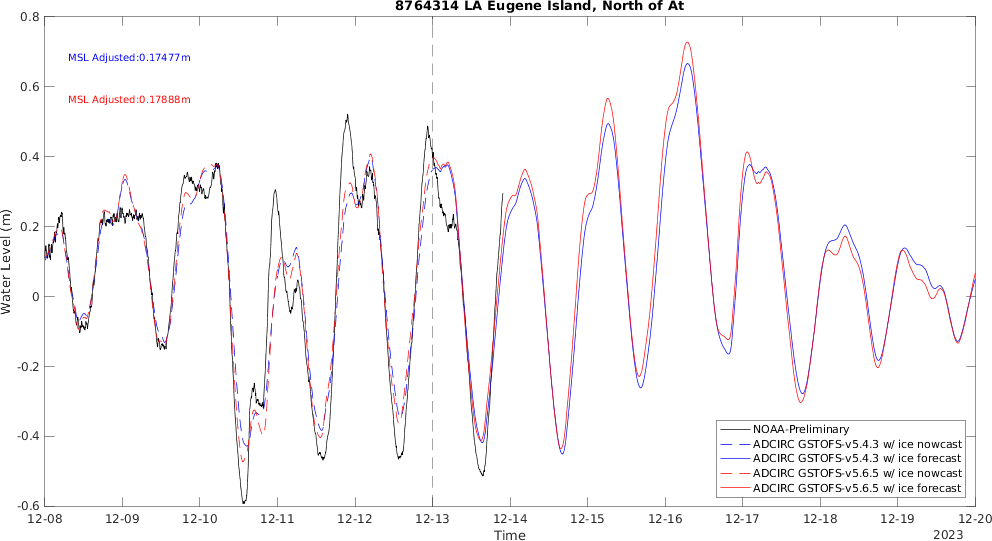 8764314 LA Eugene Island, North of At
0.8
0.6
0.4
0.2
0
-0.2
-0.4
-0.6
Water Level (m)
MSL Adjusted:0.17477m
MSL Adjusted:0.17888m
NOAA-Preliminary
ADCIRC GSTOFS-v5.4.3 w/ ice nowcast
ADCIRC GSTOFS-v5.4.3 w/ ice forecast
ADCIRC GSTOFS-v5.6.5 w/ ice nowcast
ADCIRC GSTOFS-v5.6.5 w/ ice forecast
12-08 12-09 12-10 12-11 12-12 12-13 12-14 12-15 12-16 12-17 12-18 12-19 12-20
Time
2023